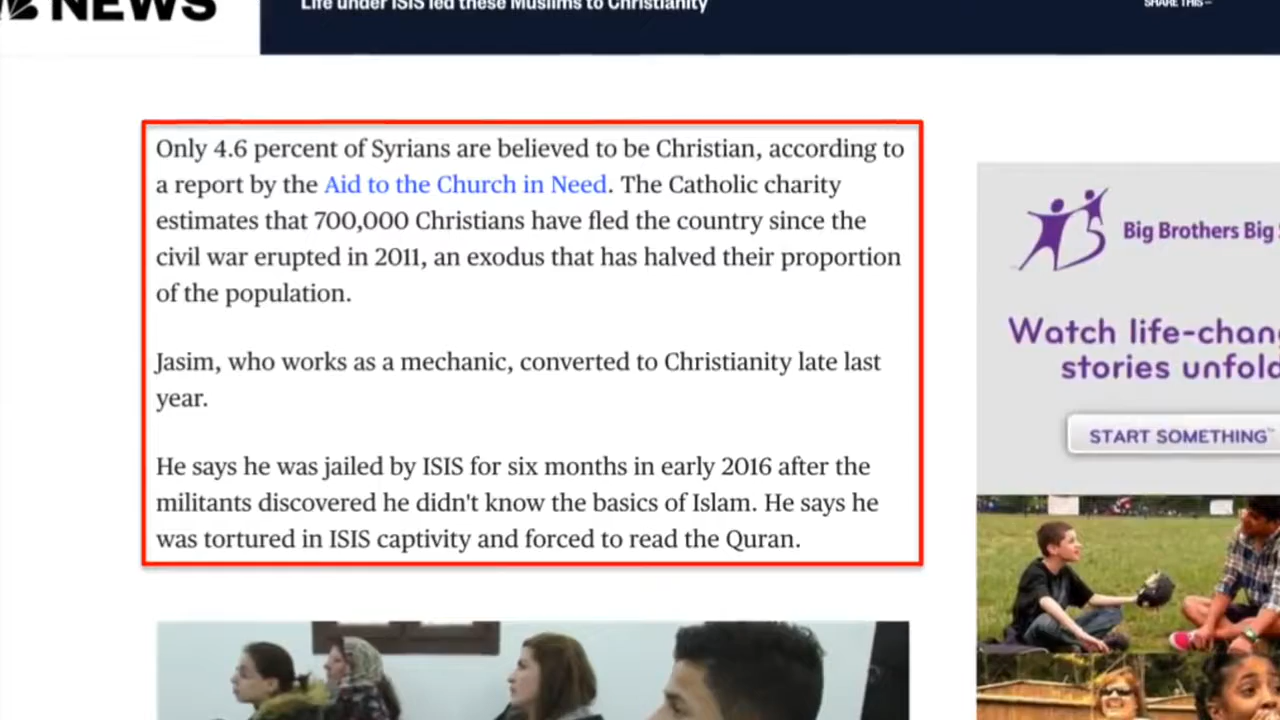 NEWS
Life under ISIS led these Muslims to Christianity
SHARE THIS—
Only 4.6 percent of Syrians are believed to be Christian, according to
a report by the Aid to the Church in Need. The Catholic charity
estimates that 700,000 Christians have fled the country since the
civil war erupted in 2011, an exodus that has halved their proportion
of the population.
Jasim, who works as a mechanic, converted to Christianity late last
year.
He says he was jailed by ISIS for six months in early 2016 after the
militants discovered he didn't know the basics of Islam. He says he
was tortured in ISIS captivity and forced to read the Quran.
Big Brothers Big
Watch life-chan
stories unfold
START SOMETHING™